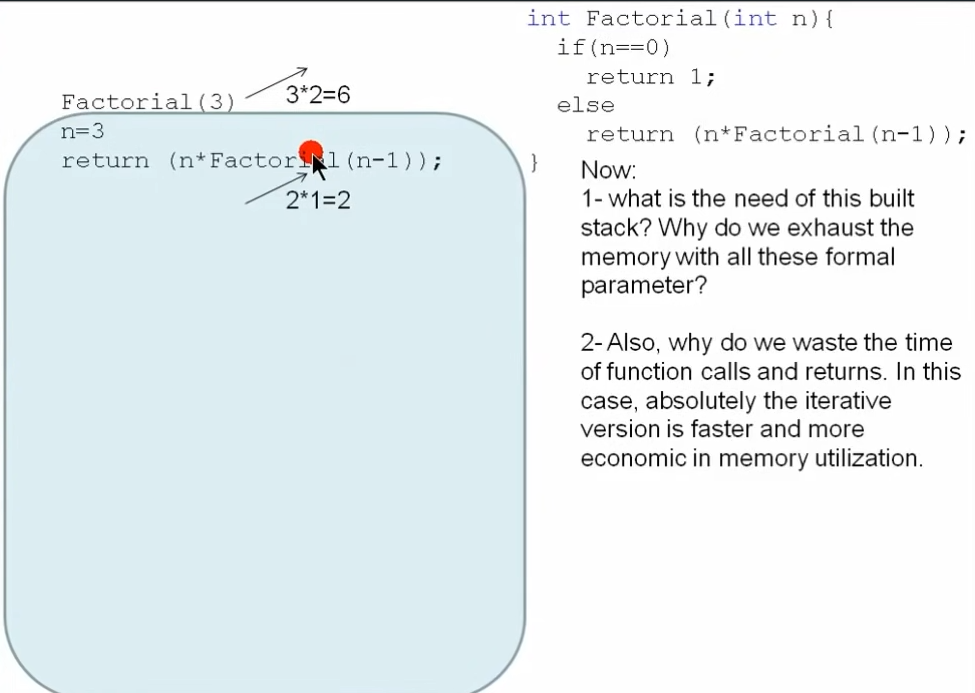 int Factorial(int n){
if(n==0)
return 1;
else
return (n*Factorial(n-1));
}
Factorial(3)
3*2=6
n=3
return (n*Factorial(n-1));
2*1=2
Now:
1- what is the need of this built
stack? Why do we exhaust the
memory with all these formal
parameter?
2- Also, why do we waste the time
of function calls and returns. In this
case, absolutely the iterative
version is faster and more
economic in memory utilization.